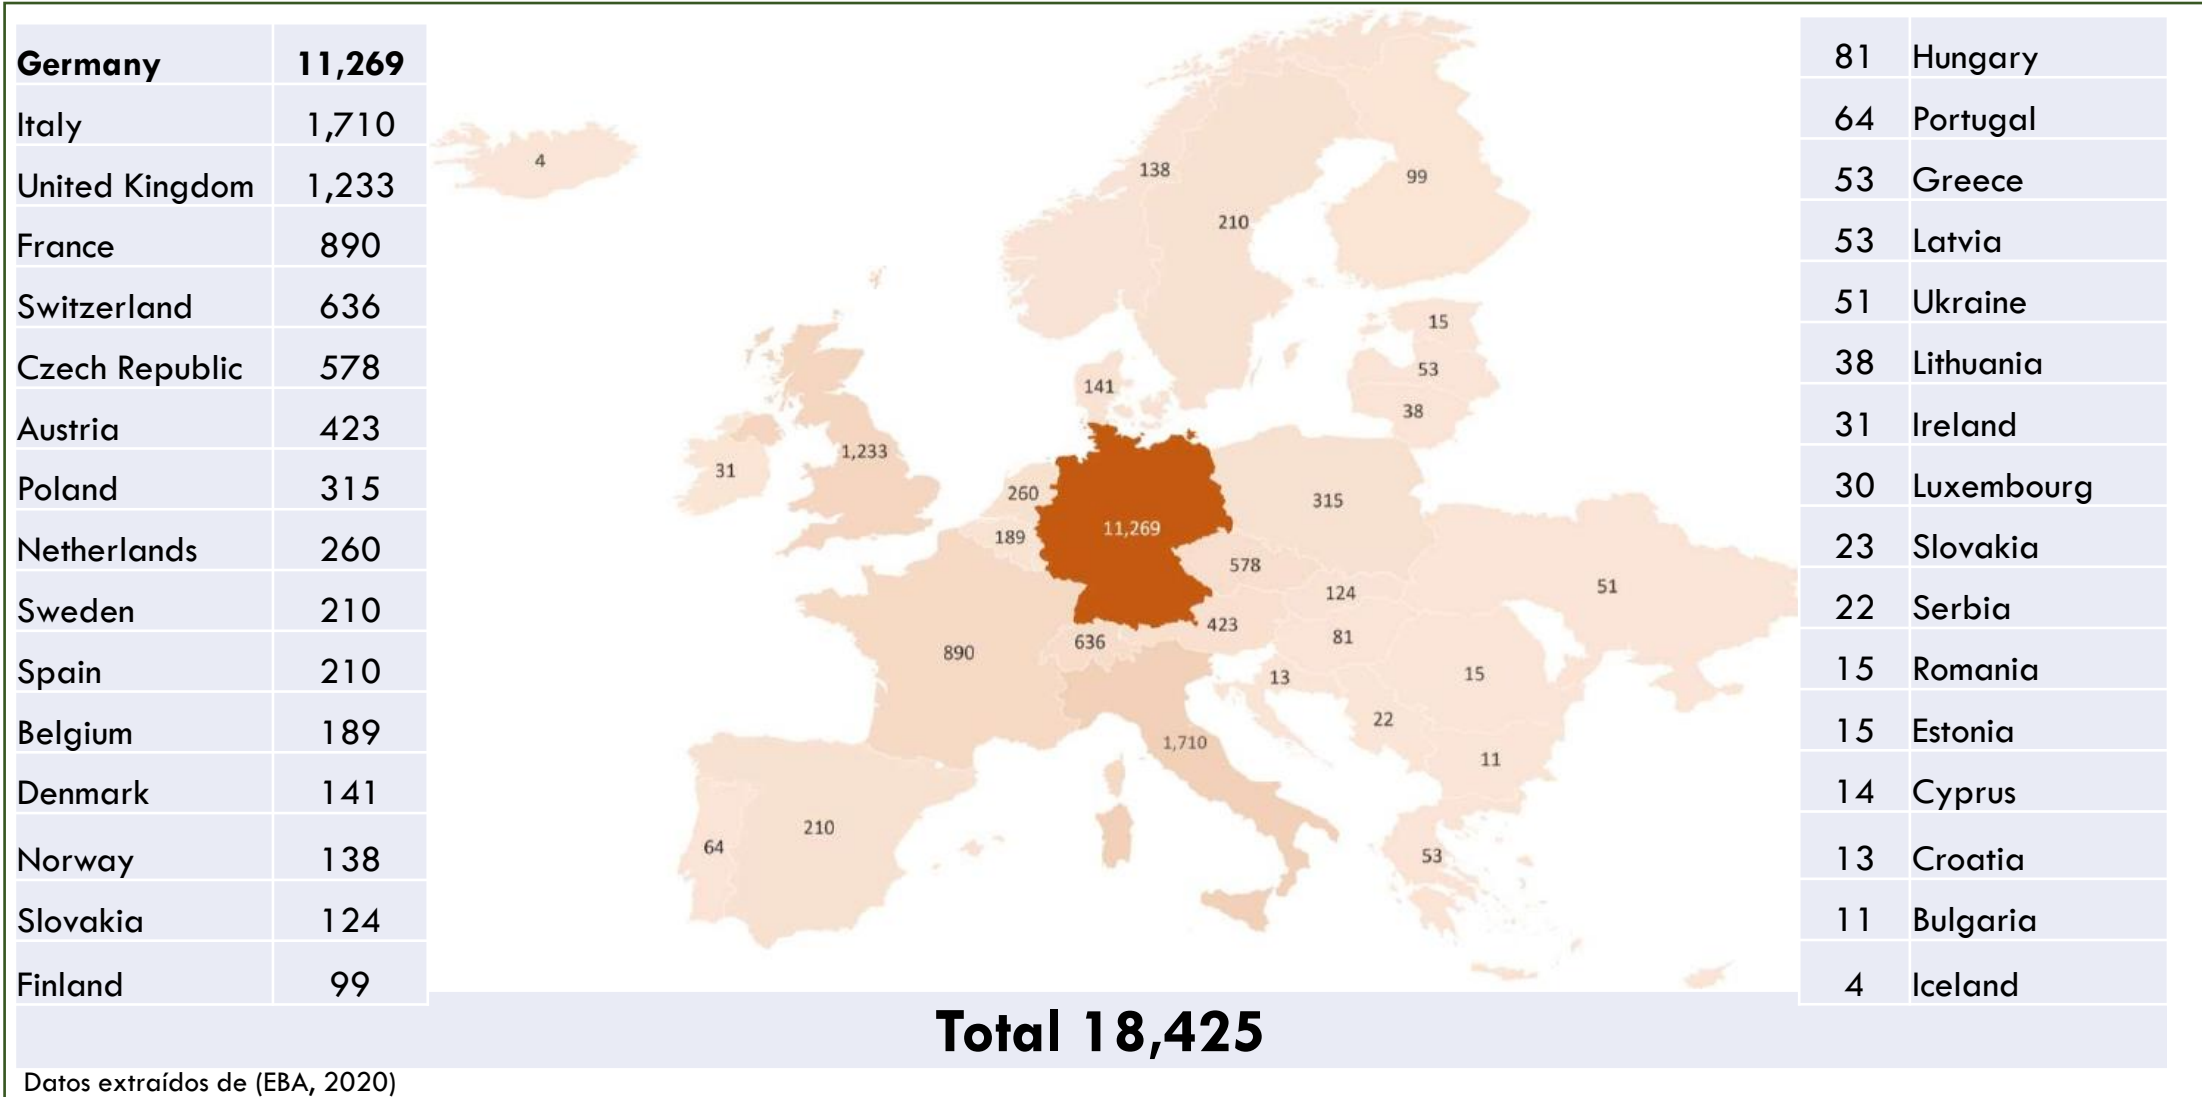 Germany 11,269
Italy 1,710
United Kingdom 1,233
France 890
Switzerland 636
Czech Republic 578
Austria 423
Poland 315
Netherlands 260
Sweden 210
Spain 210
Belgium 189
Denmark 141
Norway 138
Slovakia 124
Finland 99
4
138
99
210
15
53
141
38
1,233
31
260
315
189
11,269
578
51
124
423
81
636
890
13
15
22
1,710
11
210
64
53
81 Hungary
64 Portugal
53 Greece
53 Latvia
51 Ukraine
38 Lithuania
31 Ireland
30 Luxembourg
23 Slovakia
22 Serbia
15 Romania
15 Estonia
14 Cyprus
13 Croatia
11 Bulgaria
4 Iceland
Total 18,425
Datos extraídos de (EBA, 2020)